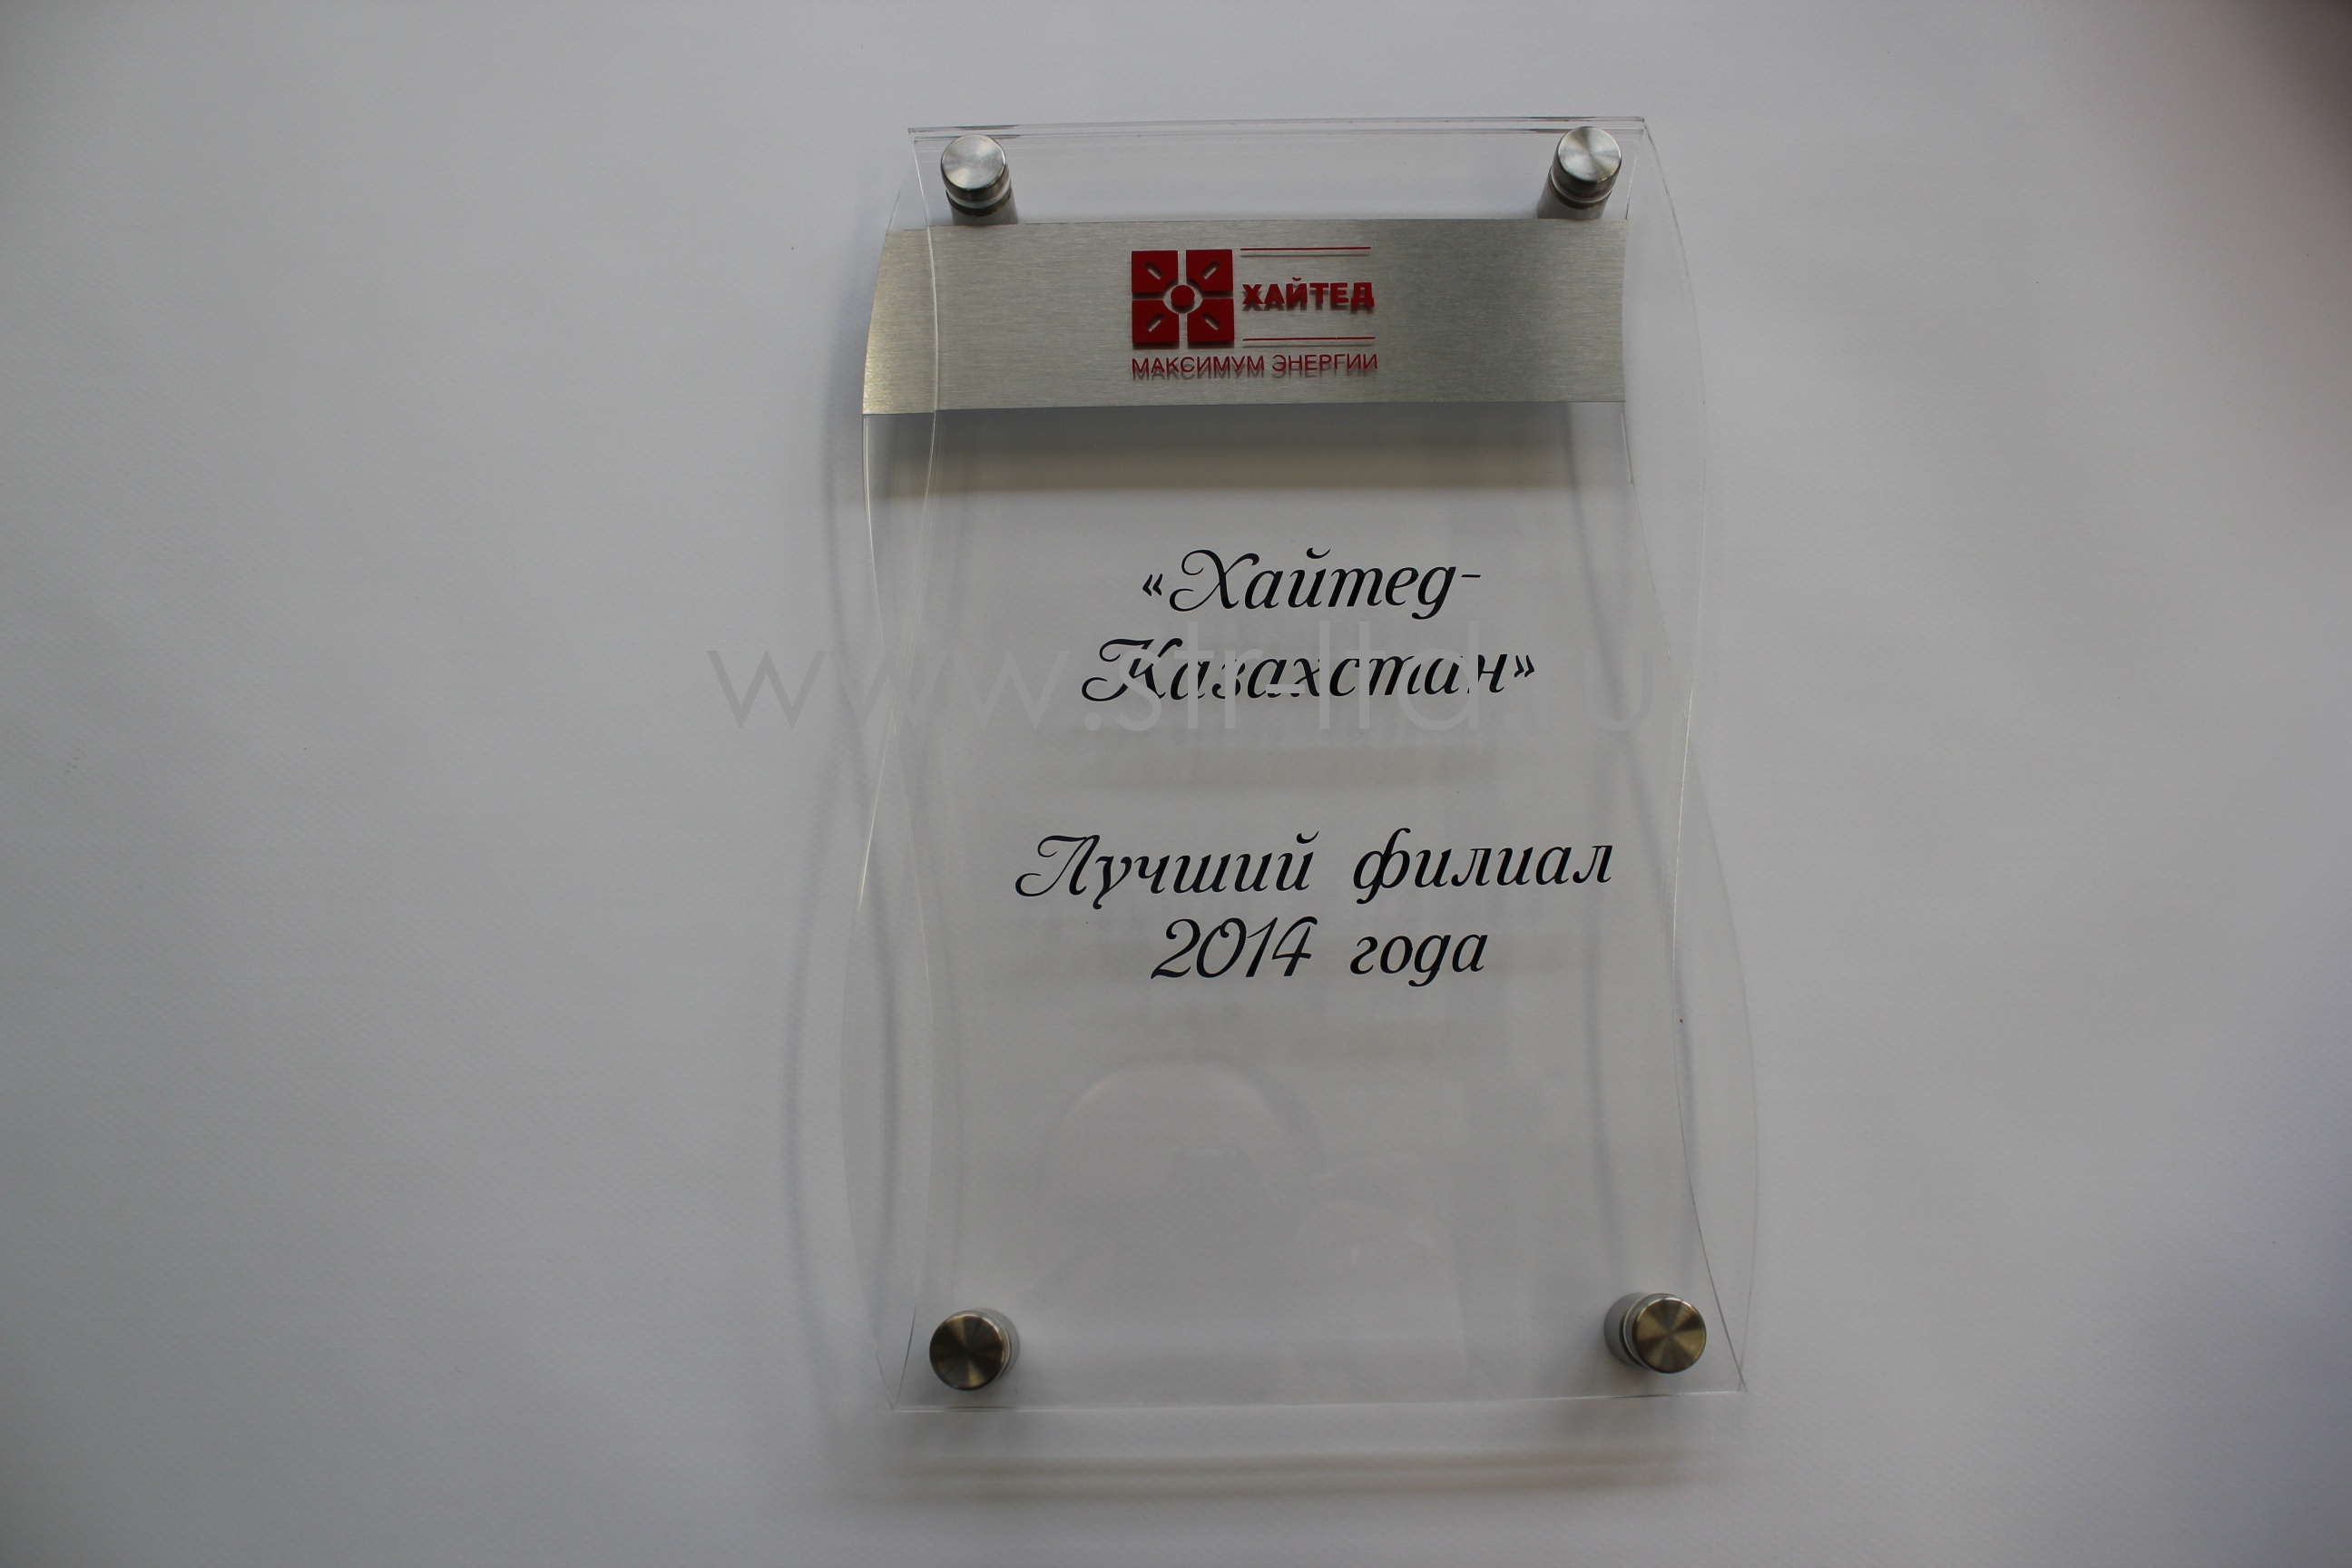 ХАЙТЕД
МАКСИМУМ ЭНЕРГИИ
«Хайтед-
Казахстан»
www.str-ltd.ru
Лучший филиал
2014 года